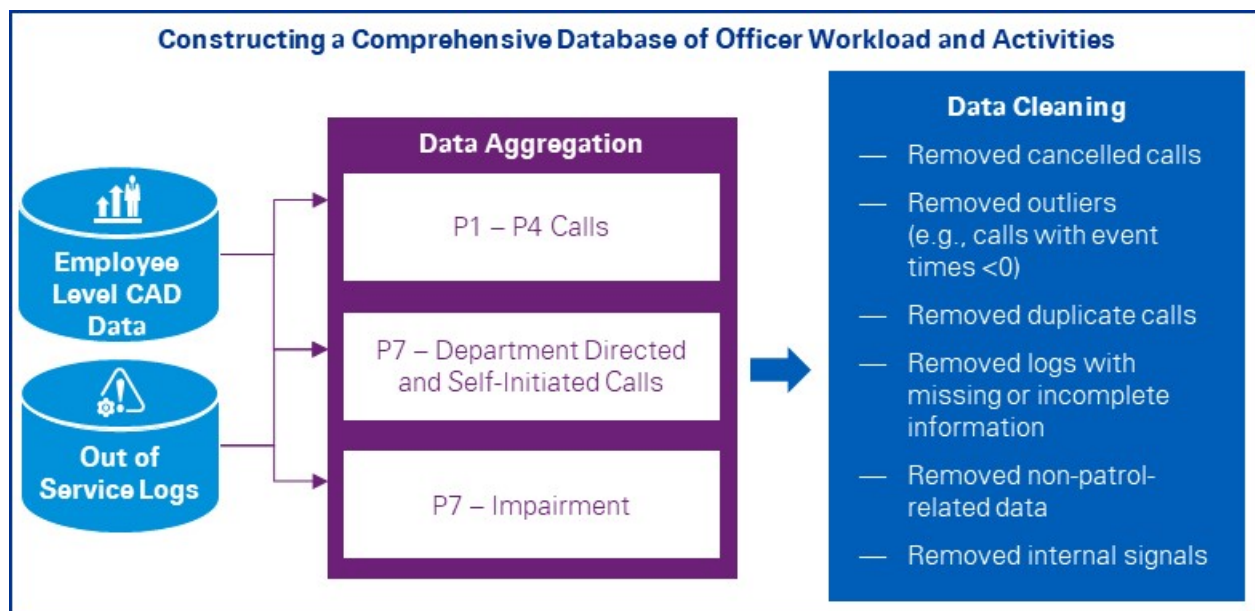 Constructing a Comprehensive Database of Officer Workload and Activities
Employee
Level CAD
Data
Out of
Service Logs
Data Aggregation
P1 – P4 Calls
P7 – Department Directed
and Self-Initiated Calls
P7 – Impairment
Data Cleaning
— Removed cancelled calls
— Removed outliers
(e.g., calls with event
times <0)
— Removed duplicate calls
— Removed logs with
missing or incomplete
information
— Removed non-patrol-
related data
— Removed internal signals